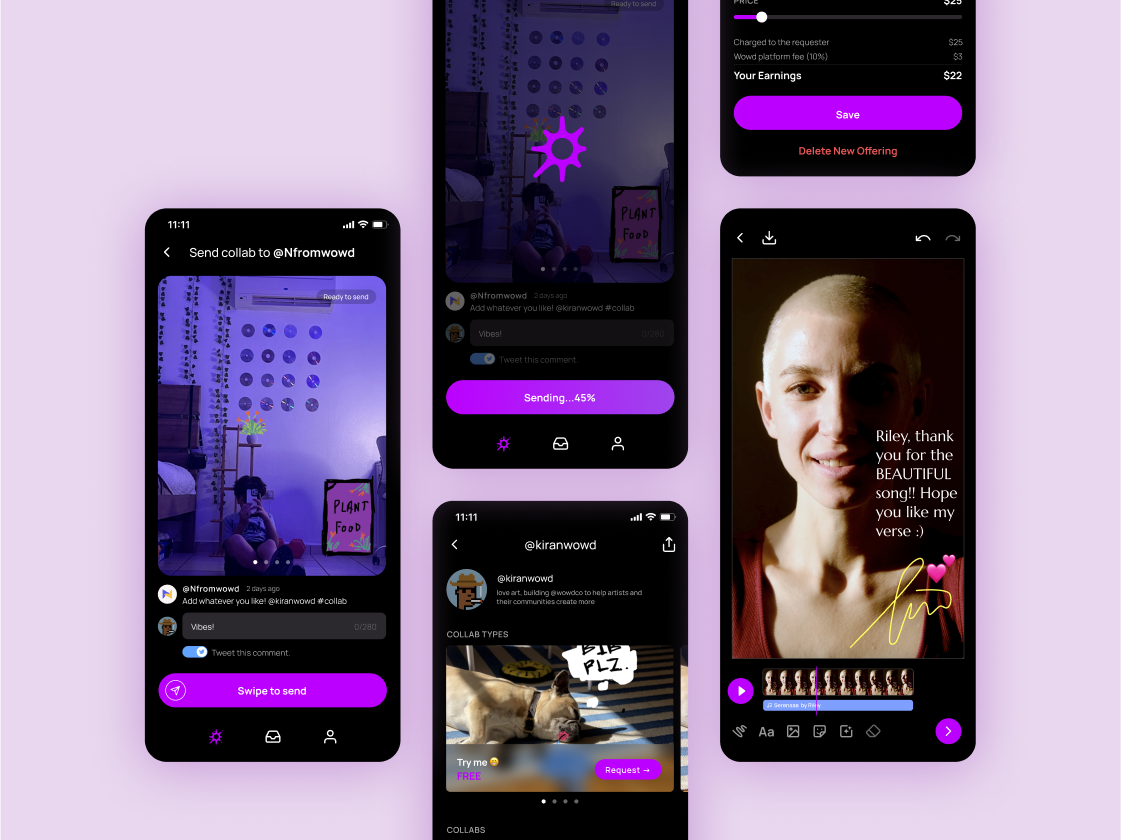 11:11
Send collab to @Nfromwowd
Ready to send
PLANT
FOOD
@Nfromwowd 2 days ago
Add whatever you like! @kiranwowd #collab
Vibes! 0/280
Tweet this comment.
Swipe to send
Ready to send
PLANT
FOOD
@Nfromwowd 2 days ago
Add whatever you like! @kiranwowd #collab
Vibes! 0/280
Tweet this comment.
Sending...45%
11:11
@kiranwowd
@kiranwowd
love art, building @wowdco to help artists and
their communities create more
COLLAB TYPES
BIB
PLZ.
Try me
FREE
Request →
COLLABS
PRICE $25
Charged to the requester $25
Wowd platform fee (10%) $3
Your Earnings $22
Save
Delete New Offering
Riley, thank
you for the
BEAUTIFUL
song!! Hope
you like my
verse :)
Serenase by Riley
Aa